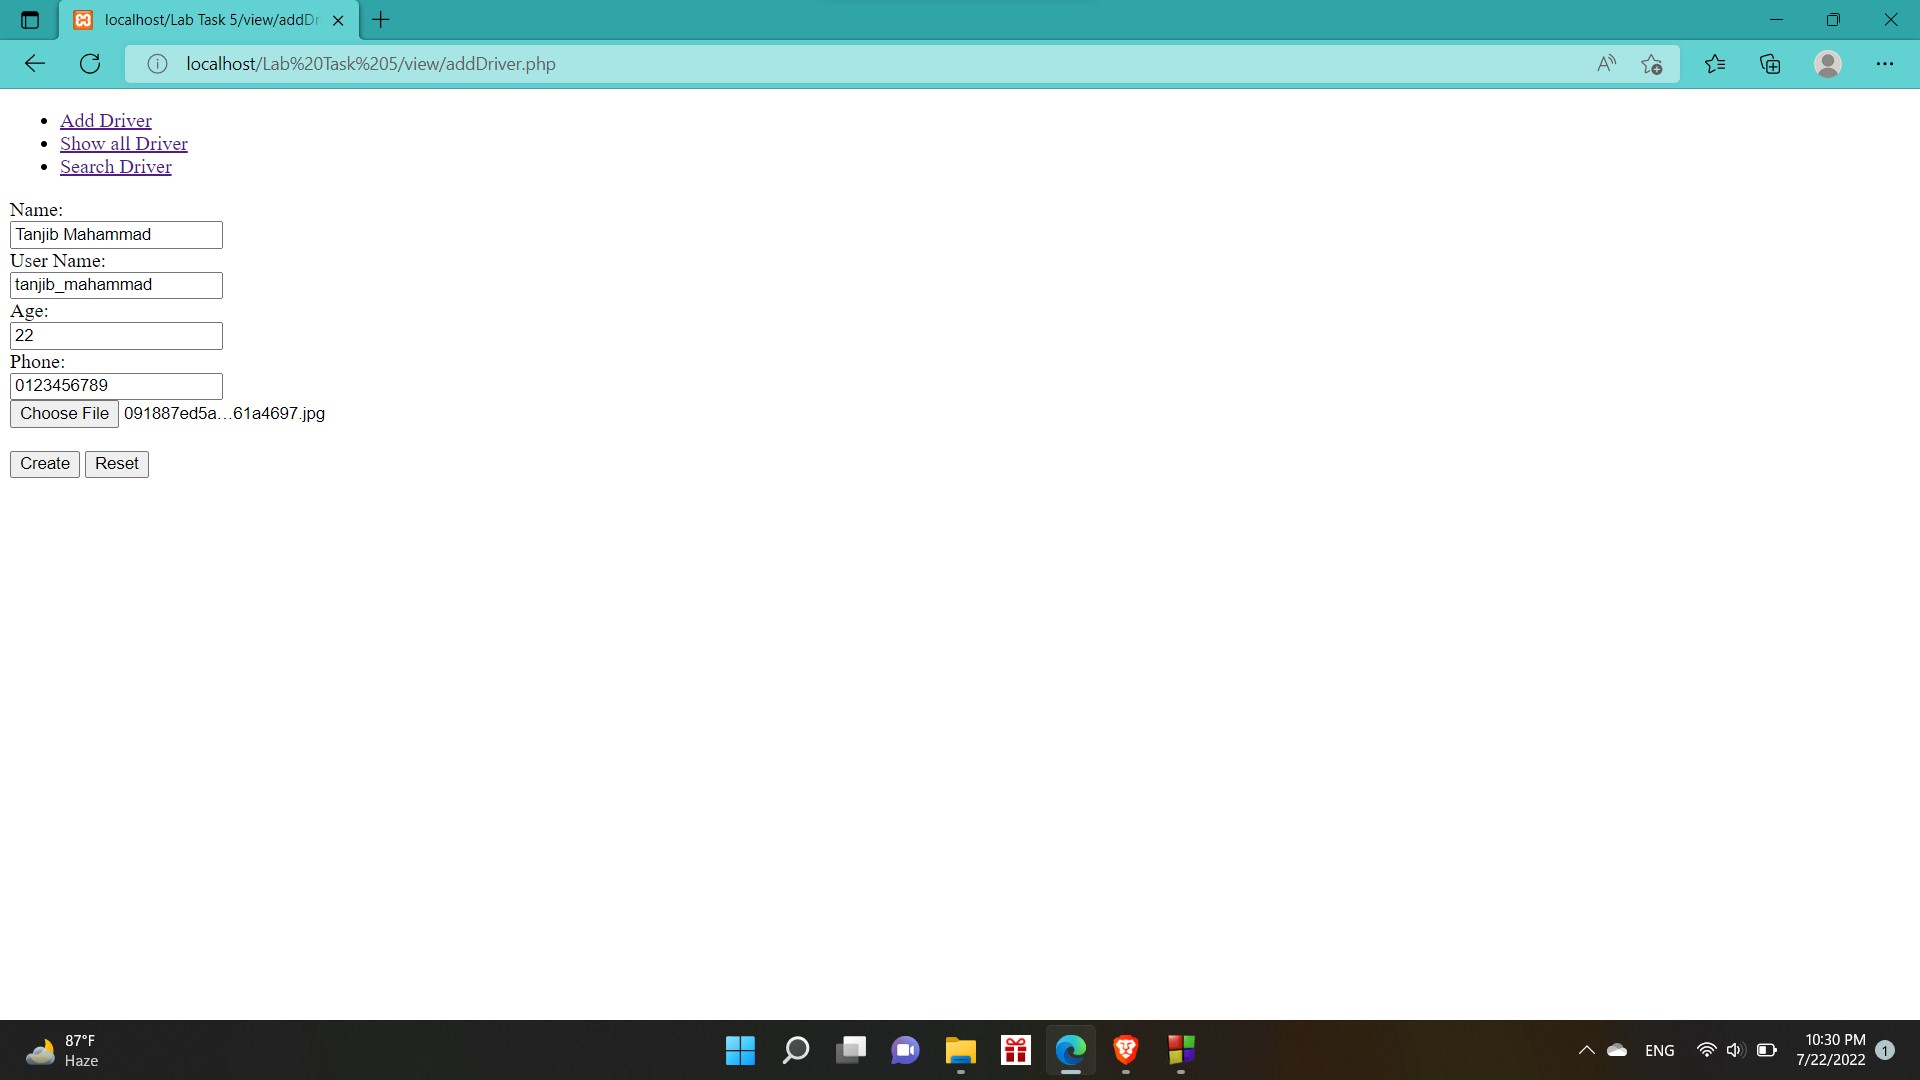 localhost/Lab Task 5/view/addDr
localhost/Lab%20Task%205/view/addDriver.php
Add Driver
Show all Driver
Search Driver
Name:
Tanjib Mahammad
User Name:
tanjib_mahammad
Age:
22
Phone:
0123456789
Choose File 091887ed5a...61a4697.jpg
Create Reset
87°F
Haze
ENG
10:30 PM
7/22/2022
1